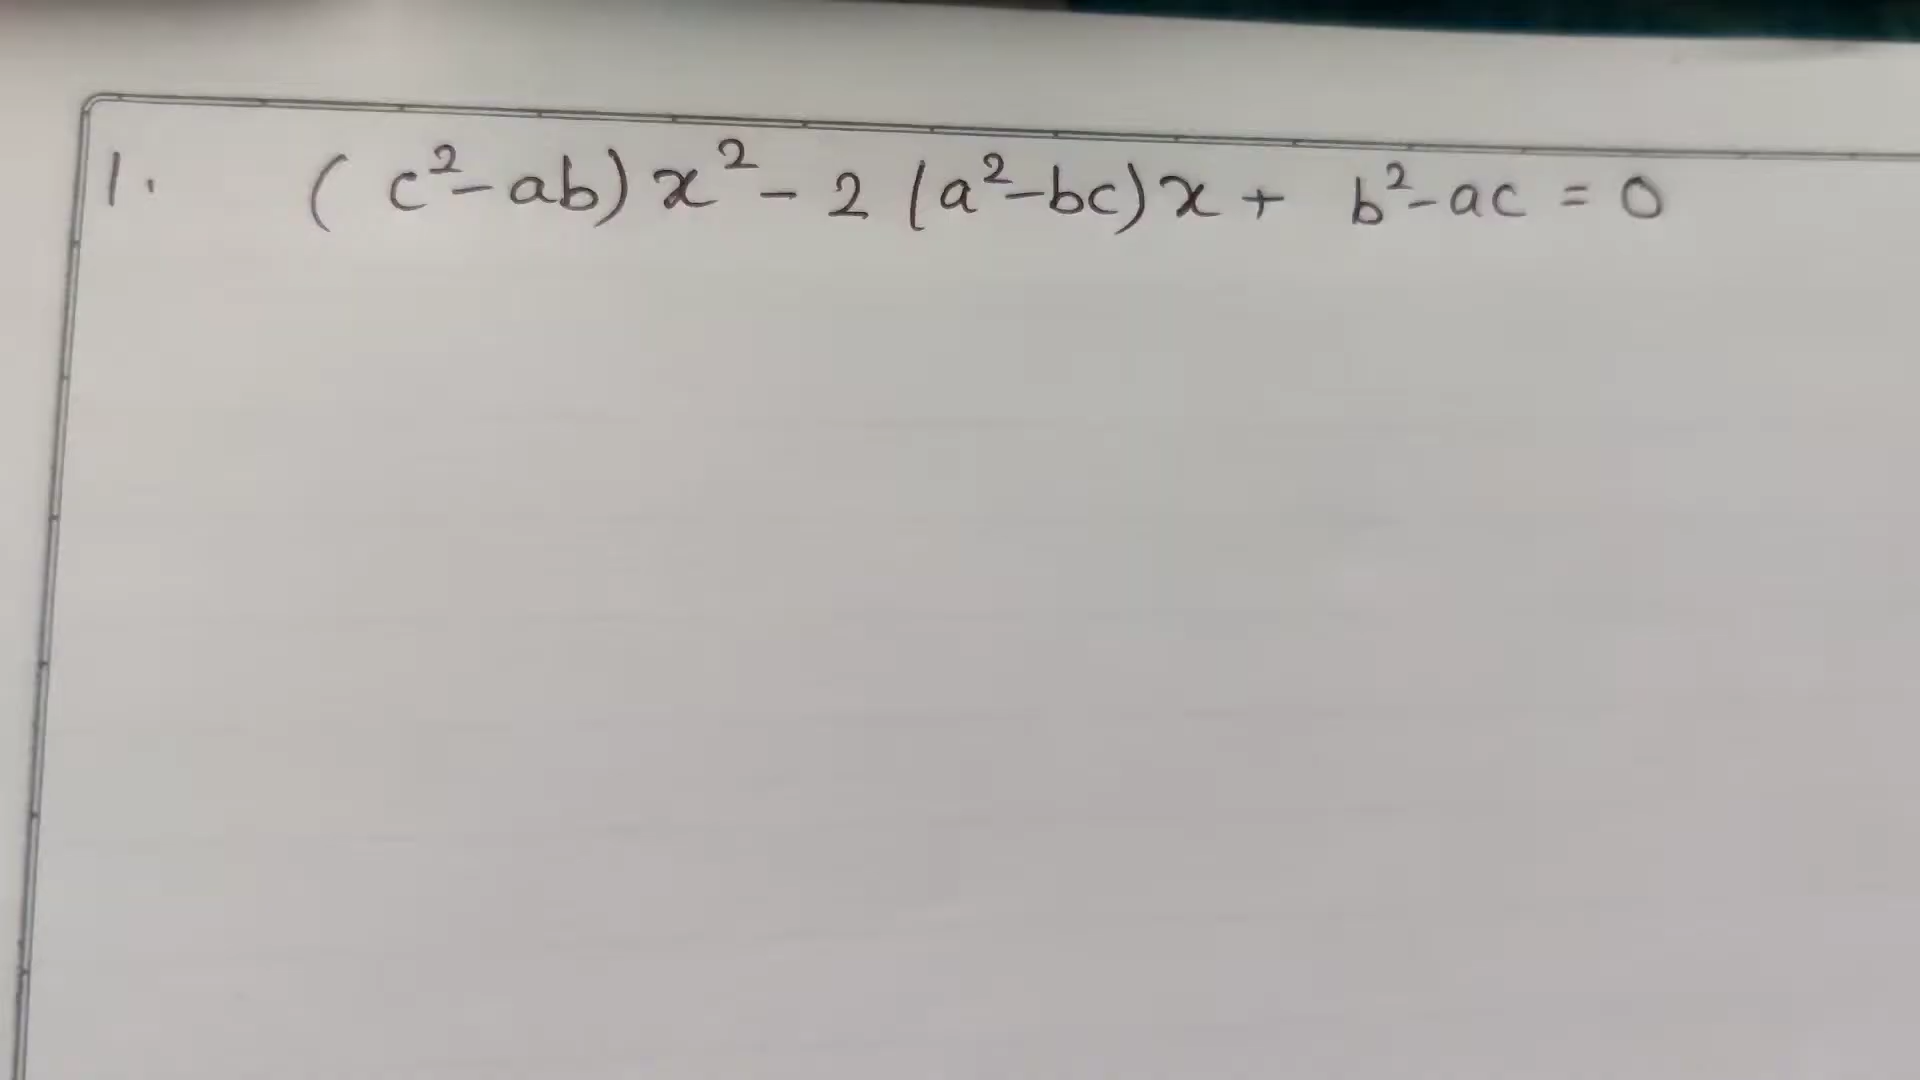 1. (c²-ab)x²-2(a²-bc)x+ b²-ac = 0